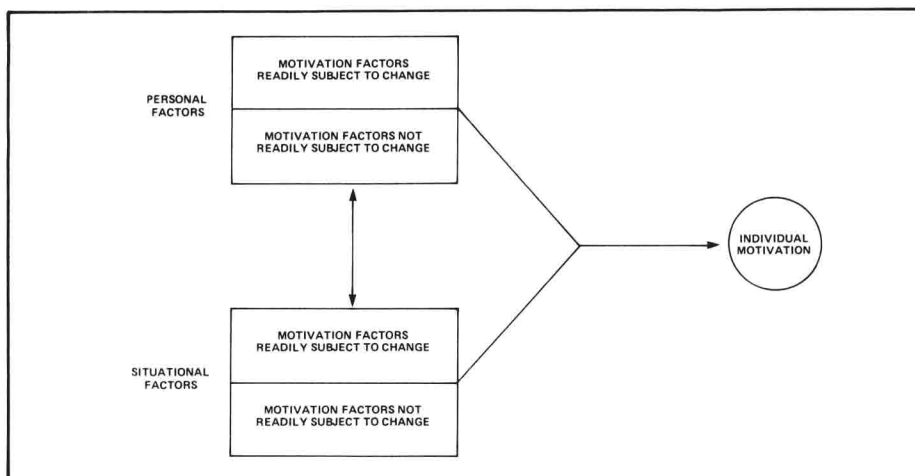 MOTIVATION FACTORS
READILY SUBJECT TO CHANGE
PERSONAL
FACTORS
MOTIVATION FACTORS NOT
READILY SUBJECT TO CHANGE
INDIVIDUAL
MOTIVATION
MOTIVATION FACTORS
READILY SUBJECT TO CHANGE
SITUATIONAL
FACTORS
MOTIVATION FACTORS NOT
READILY SUBJECT TO CHANGE